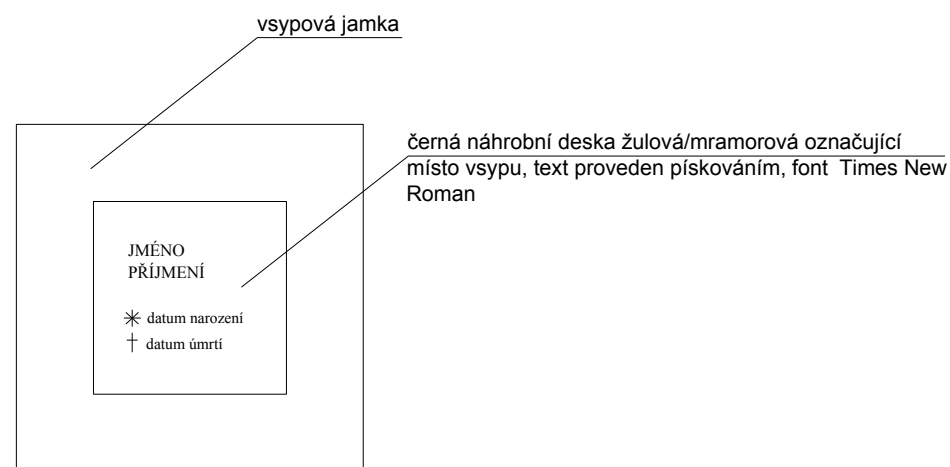 vsypová jamka
černá náhrobní deska žulová/mramorová označující
místo vsypu, text proveden pískováním, font Times New
Roman
JMÉNO
PŘÍJMENÍ
* datum narození
† datum úmrtí